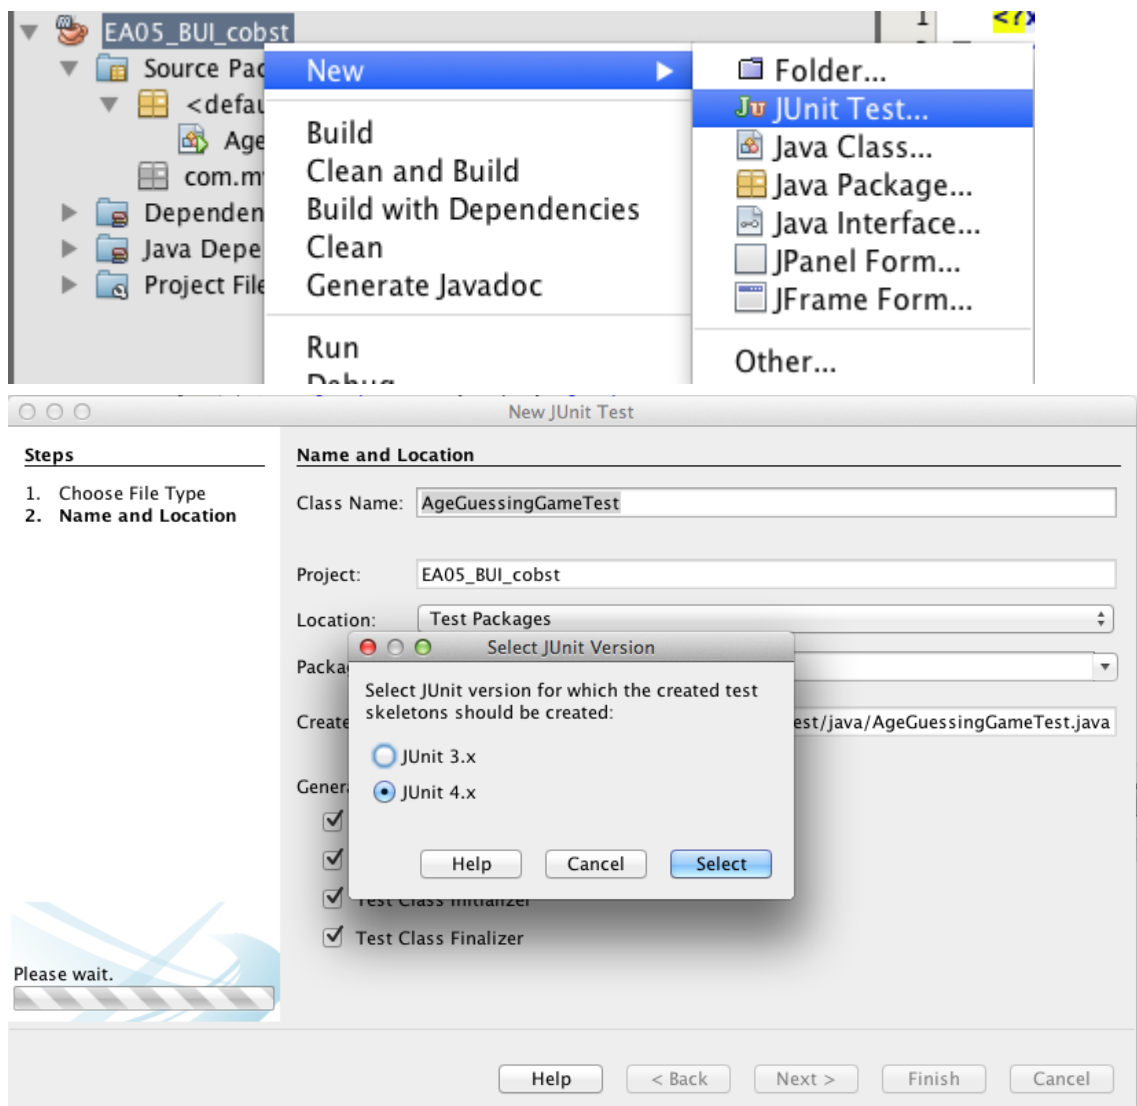 EA05_BUI_cobst
1 <?x
Source Pac
New
Folder...
<defau
JUnit Test...
Age
Build
Java Class...
com.m
Clean and Build
Java Package...
Dependen
Build with Dependencies
Java Interface...
Java Depe
Clean
JPanel Form...
Project File
Generate Javadoc
JFrame Form...
Run
Other...
Debug
New JUnit Test
Steps
1. Choose File Type
2. Name and Location
Name and Location
Class Name: AgeGuessingGameTest
Project: EA05_BUI_cobst
Location: Test Packages
Packa
Create
est/java/AgeGuessingGameTest.java
Gener
Select JUnit Version
Select JUnit version for which the created test
skeletons should be created:
JUnit 3.x
JUnit 4.x
Help Cancel Select
Test Class Initializer
Test Class Finalizer
Please wait.
Help < Back Next > Finish Cancel